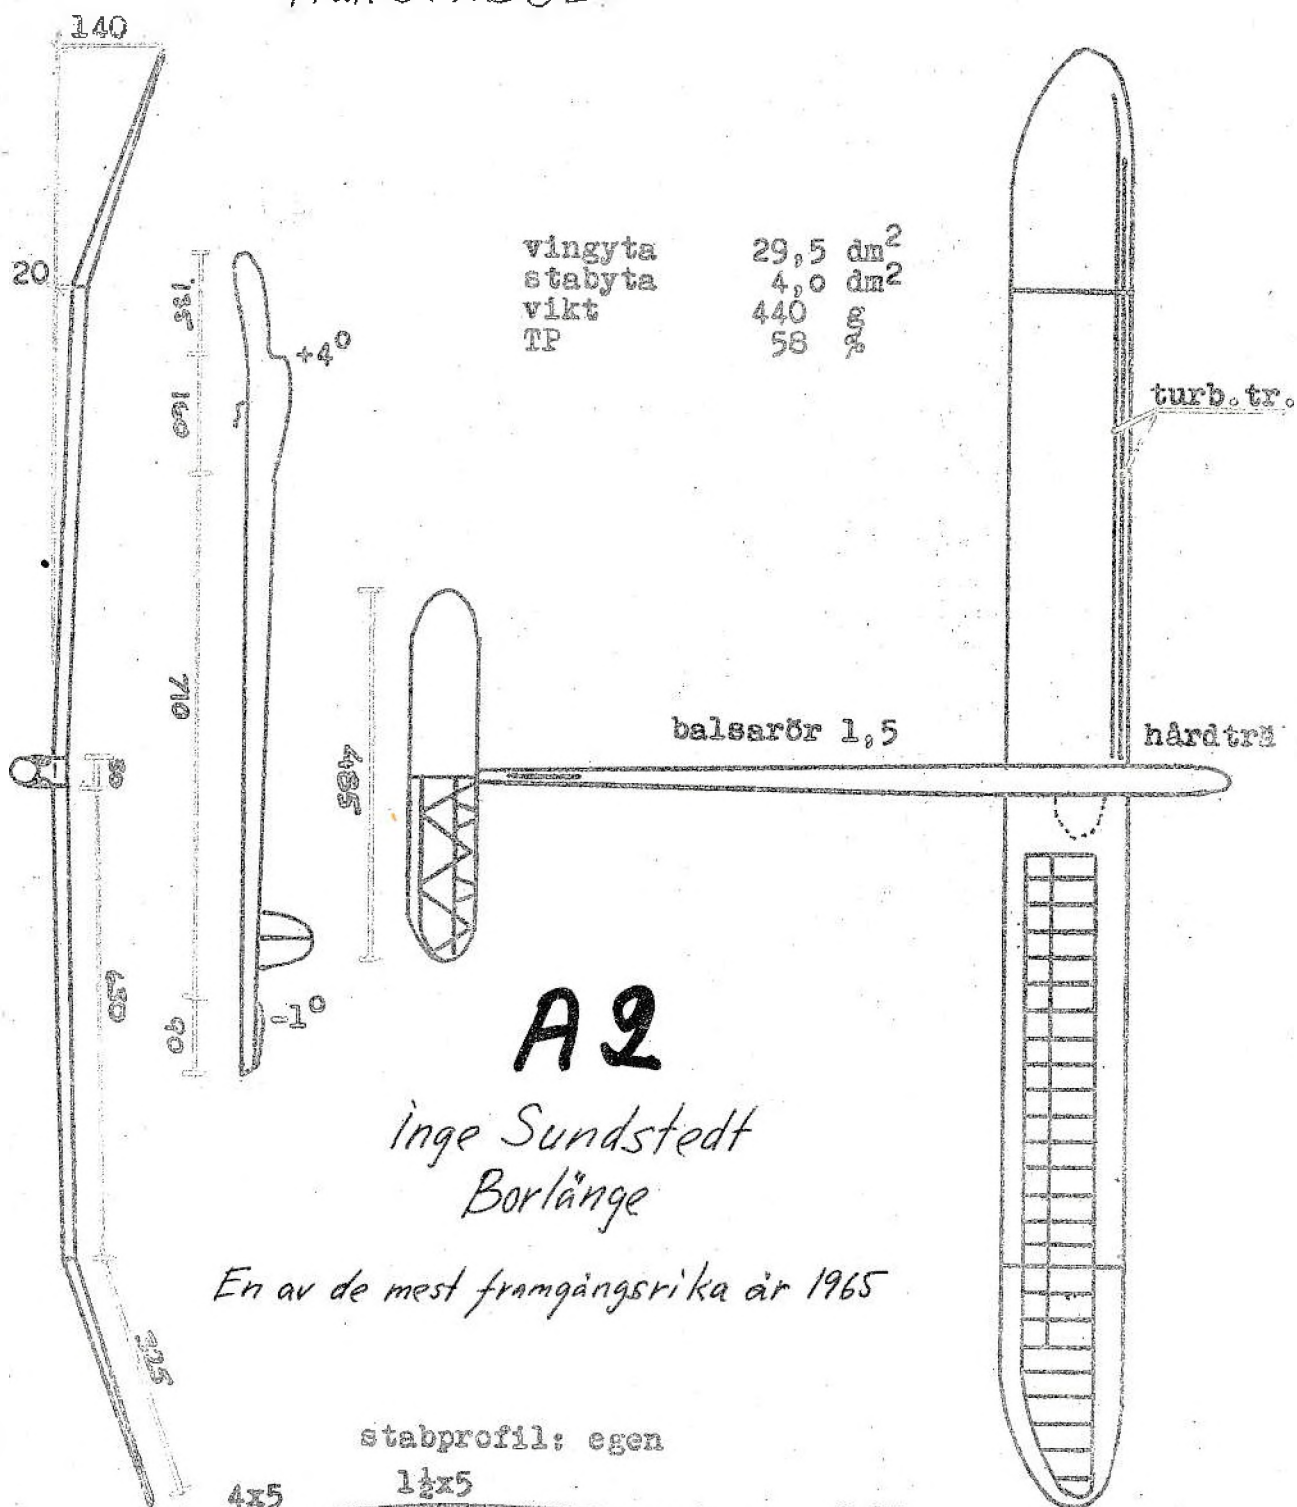 140
20
vingyta 29,5 dm²
stabyta 4,0 dm²
vikt 440 g
TP 58 %
135
+4°
160
turb.tr.
710
balsarör 1,5
hårdträ
485
90
-1°
A2
inge Sundstedt
Borlänge
En av de mest framgångsrika år 1965
stabprofil: egen
1½x5
4x5